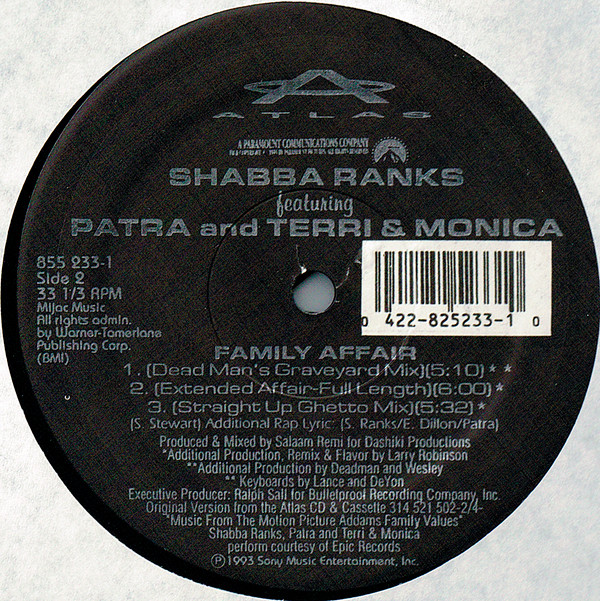 ATLAS
A PARAMOUNT COMMUNICATIONS COMPANY
SHABBA RANKS
featuring
PATRA and TERRI & MONICA
855 233-1
Side 2
33 1/3 RPM
Mijac Music
All rights admin.
by Warner-Tamerlane
Publishing Corp.
(BMI)
0 422-825233-1 0
FAMILY AFFAIR
1. (Dead Man's Graveyard Mix)(5:10)* *
2. (Extended Affair-Full Length)(6:00)*
3. (Straight Up Ghetto Mix)(5:32)*
(S. Stewart) Additional Rap Lyric: (S. Ranks/E. Dillon/Patra)
Produced & Mixed by Salaam Remi for Dashiki Productions
*Additional Production, Remix & Flavor by Larry Robinson
**Additional Production by Deadman and Wesley
** Keyboards by Lance and DeYon
Executive Producer: Ralph Sall for Bulletproof Recording Company, Inc.
Original Version from the Atlas CD & Cassette 314 521 502-2/4-
"Music From The Motion Picture Addams Family Values"
Shabba Ranks, Patra and Terri & Monica
perform courtesy of Epic Records
Ⓟ1993 Sony Music Entertainment, Inc.